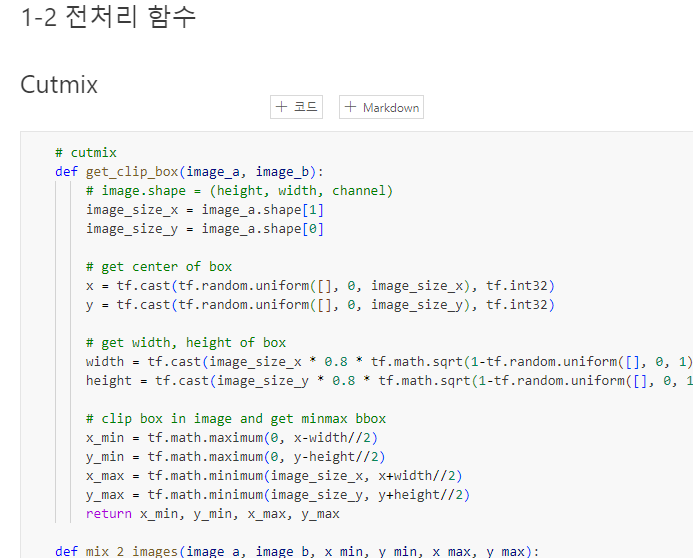 1-2 전처리 함수
Cutmix
+ 코드 + Markdown
# cutmix
def get_clip_box(image_a, image_b):
# image.shape = (height, width, channel)
image_size_x = image_a.shape[1]
image_size_y = image_a.shape[0]
# get center of box
x = tf.cast(tf.random.uniform([], 0, image_size_x), tf.int32)
y = tf.cast(tf.random.uniform([], 0, image_size_y), tf.int32)
# get width, height of box
width = tf.cast(image_size_x * 0.8 * tf.math.sqrt(1-tf.random.uniform([], 0, 1)
height = tf.cast(image_size_y * 0.8 * tf.math.sqrt(1-tf.random.uniform([], 0, 1
# clip box in image and get minmax bbox
x_min = tf.math.maximum(0, x-width//2)
y_min = tf.math.maximum(0, y-height//2)
x_max = tf.math.minimum(image_size_x, x+width//2)
y_max = tf.math.minimum(image_size_y, y+height//2)
return x_min, y_min, x_max, y_max
def mix_2_images(image_a, image_b, x_min, y_min, x_max, y_max):